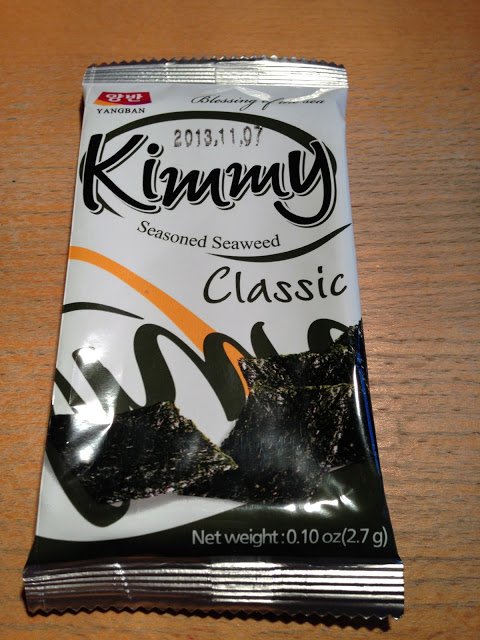 양반
YANGBAN
Blessing of the sea
2013.11.07
Kimmy
Seasoned Seaweed
Classic
Net weight : 0.10 oz(2.7 g)